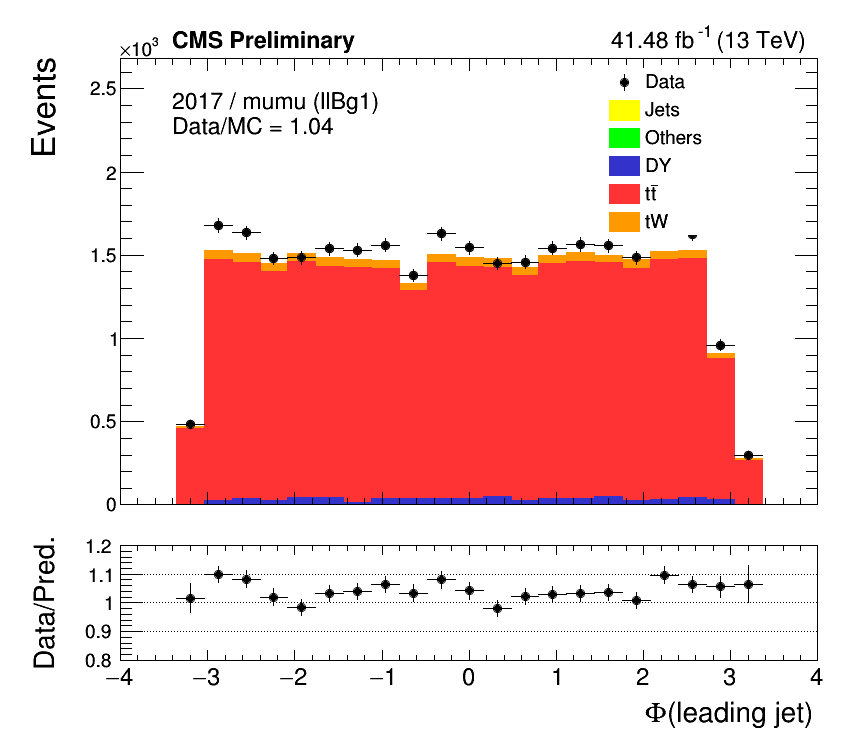 ×10³
CMS Preliminary
41.48 fb⁻¹ (13 TeV)
Events
2017 / mumu (llBg1)
Data/MC = 1.04
Data
Jets
Others
DY
tt̄
tW
2.5
2
1.5
1
0.5
0
Data/Pred.
1.2
1.1
1
0.9
0.8
−4 −3 −2 −1 0 1 2 3 4
Φ(leading jet)